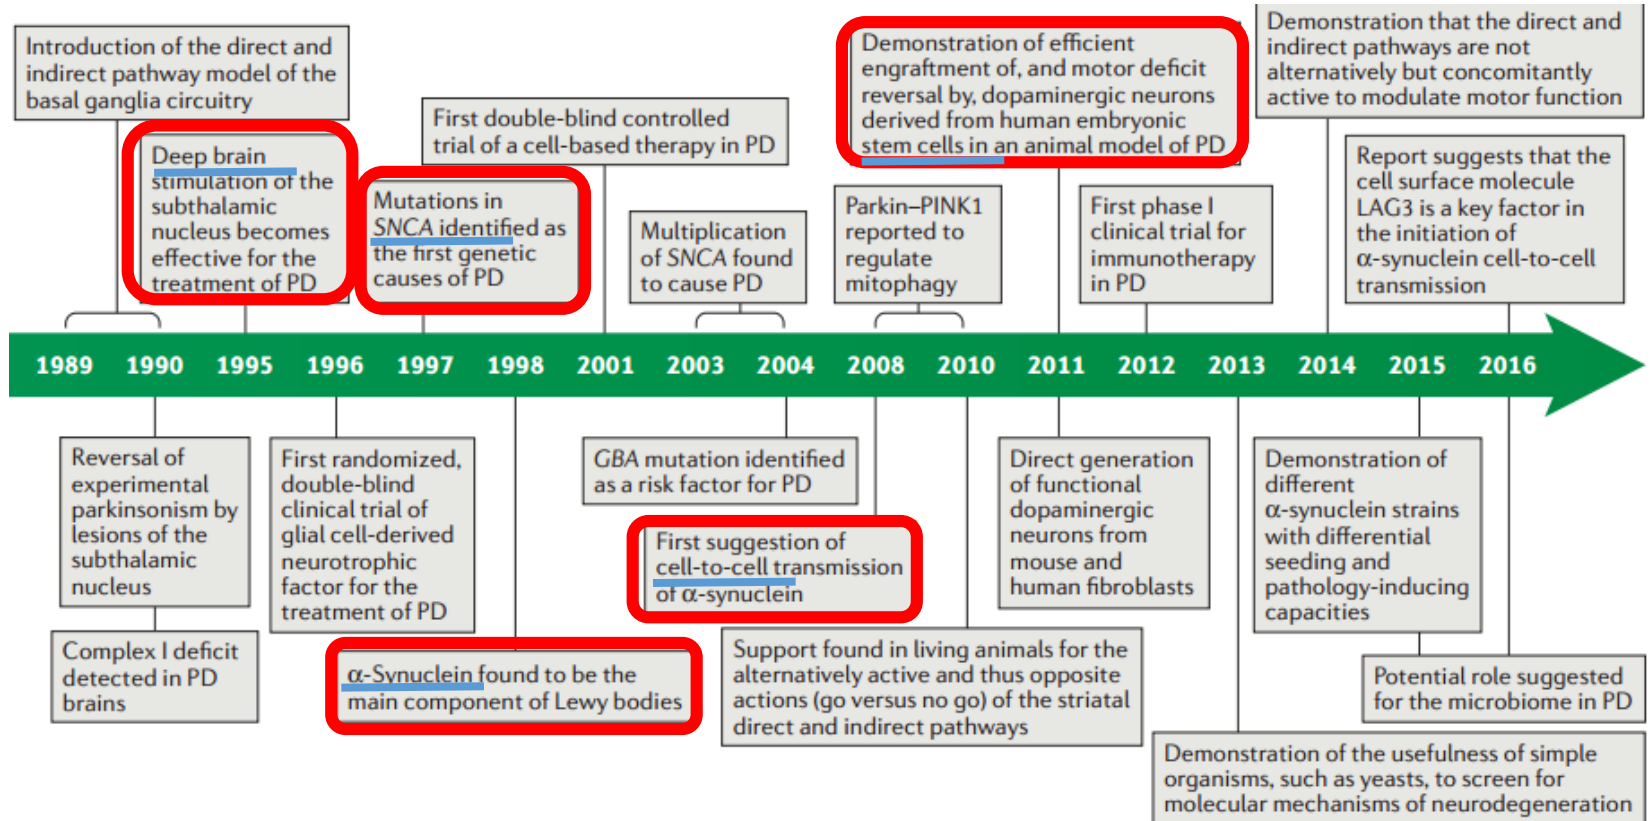 Introduction of the direct and
indirect pathway model of the
basal ganglia circuitry
Deep brain
stimulation of the
subthalamic
nucleus becomes
effective for the
treatment of PD
Mutations in
SNCA identified as
the first genetic
causes of PD
First double-blind controlled
trial of a cell-based therapy in PD
Multiplication
of SNCA found
to cause PD
Demonstration of efficient
engraftment of, and motor deficit
reversal by, dopaminergic neurons
derived from human embryonic
stem cells in an animal model of PD
Parkin–PINK1
reported to
regulate
mitophagy
First phase I
clinical trial for
immunotherapy
in PD
Demonstration that the direct and
indirect pathways are not
alternatively but concomitantly
active to modulate motor function
Report suggests that the
cell surface molecule
LAG3 is a key factor in
the initiation of
α-synuclein cell-to-cell
transmission
1989 1990 1995 1996 1997 1998 2001 2003 2004 2008 2010 2011 2012 2013 2014 2015 2016
Reversal of
experimental
parkinsonism by
lesions of the
subthalamic
nucleus
Complex I deficit
detected in PD
brains
First randomized,
double-blind
clinical trial of
glial cell-derived
neurotrophic
factor for the
treatment of PD
α-Synuclein found to be the
main component of Lewy bodies
GBA mutation identified
as a risk factor for PD
First suggestion of
cell-to-cell transmission
of α-synuclein
Support found in living animals for the
alternatively active and thus opposite
actions (go versus no go) of the striatal
direct and indirect pathways
Direct generation
of functional
dopaminergic
neurons from
mouse and
human fibroblasts
Demonstration of
different
α-synuclein strains
with differential
seeding and
pathology-inducing
capacities
Potential role suggested
for the microbiome in PD
Demonstration of the usefulness of simple
organisms, such as yeasts, to screen for
molecular mechanisms of neurodegeneration